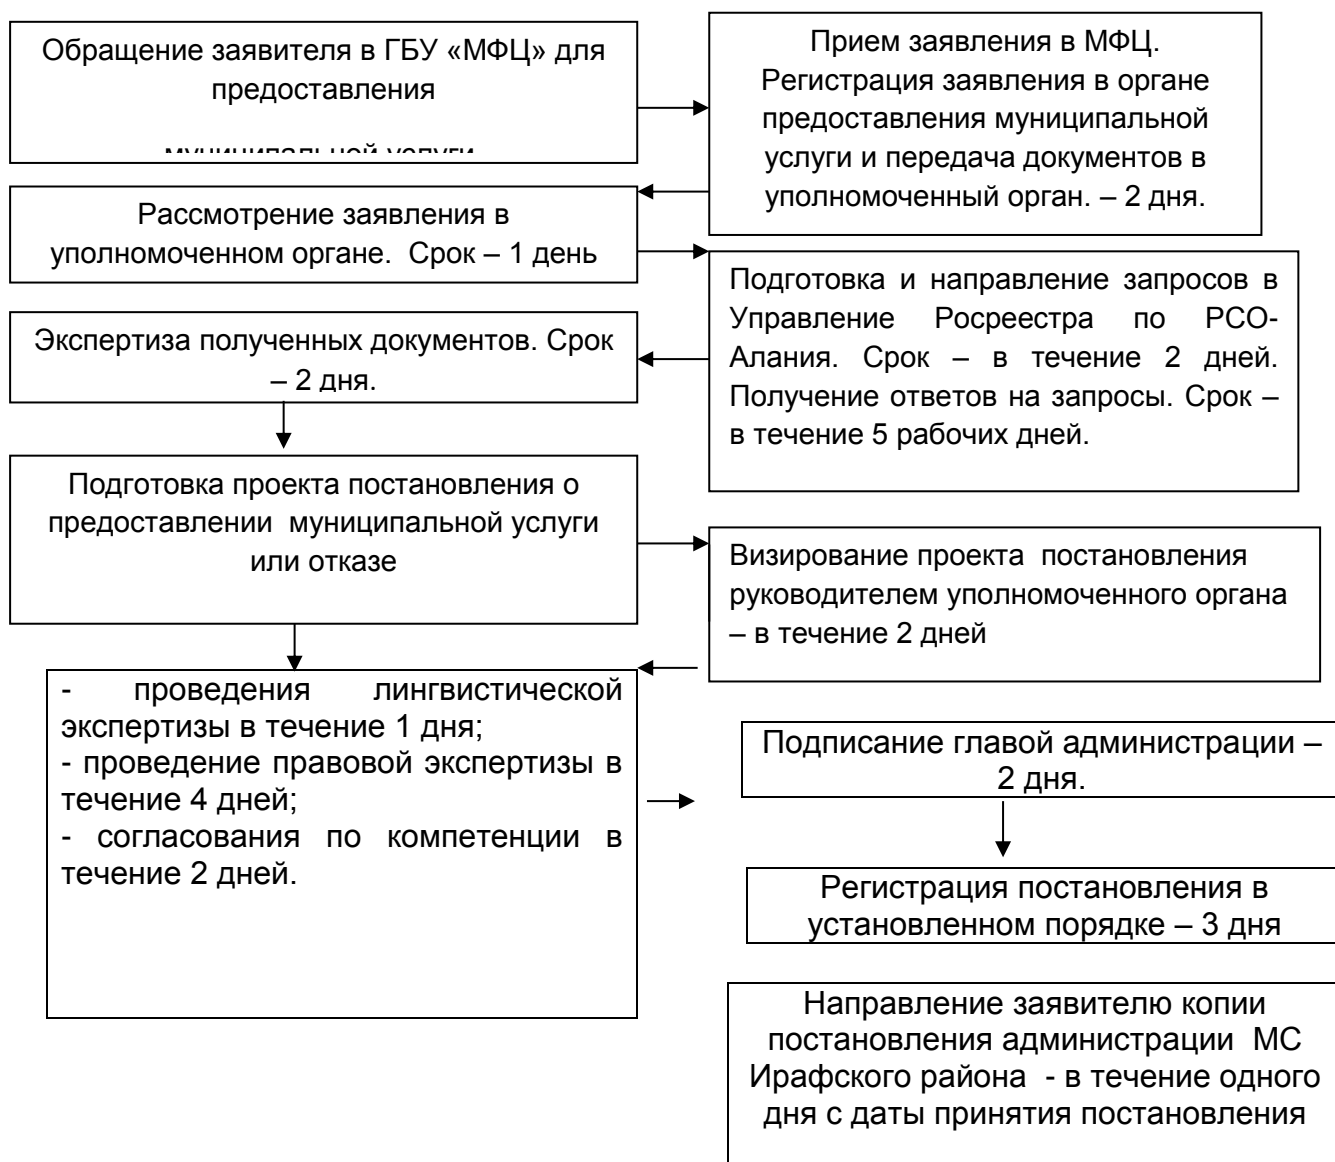 Обращение заявителя в ГБУ «МФЦ» для
предоставления
муниципальной услуги
Прием заявления в МФЦ.
Регистрация заявления в органе
предоставления муниципальной
услуги и передача документов в
уполномоченный орган. – 2 дня.
Рассмотрение заявления в
уполномоченном органе.  Срок – 1 день
Подготовка и направление запросов в
Управление Росреестра по РСО-
Алания. Срок – в течение 2 дней.
Получение ответов на запросы. Срок –
в течение 5 рабочих дней.
Экспертиза полученных документов. Срок
– 2 дня.
Подготовка проекта постановления о
предоставлении  муниципальной услуги
или отказе
Визирование проекта  постановления
руководителем уполномоченного органа
– в течение 2 дней
- проведения лингвистической
экспертизы в течение 1 дня;
- проведение правовой экспертизы в
течение 4 дней;
- согласования по компетенции в
течение 2 дней.
Подписание главой администрации –
2 дня.
Регистрация постановления в
установленном порядке – 3 дня
Направление заявителю копии
постановления администрации  МС
Ирафского района  - в течение одного
дня с даты принятия постановления